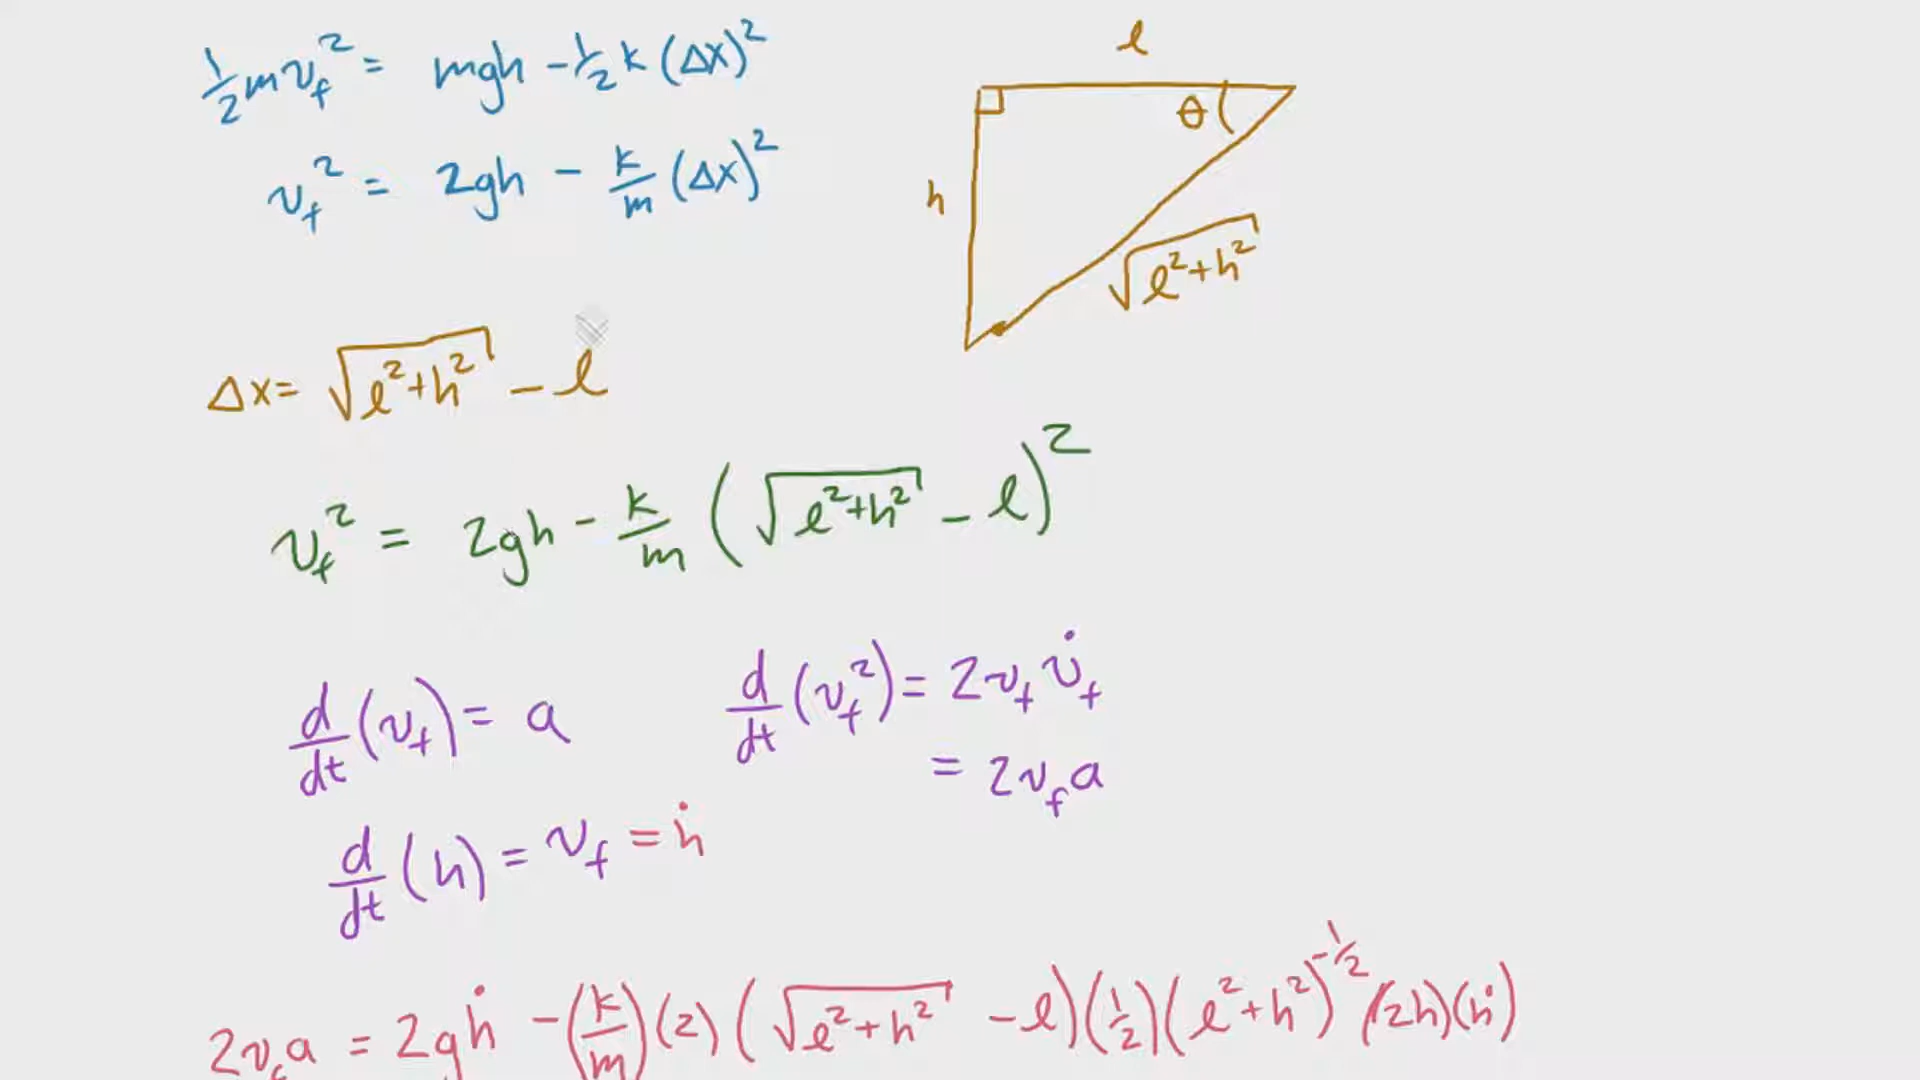 ½mv_f² = mgh − ½k(Δx)²
v_f² = 2gh − k/m (Δx)²
l
θ
h
√(l²+h²)
Δx = √(l²+h²) − l
v_f² = 2gh − k/m (√(l²+h²) − l)²
d/dt (v_f) = a
d/dt (v_f²) = 2v_f v̇_f
= 2v_f a
d/dt (h) = v_f = ḣ
2v_f a = 2gḣ − (k/m)(2)(√(l²+h²) − l)(½)(l²+h²)^(-½)(2h)(ḣ)